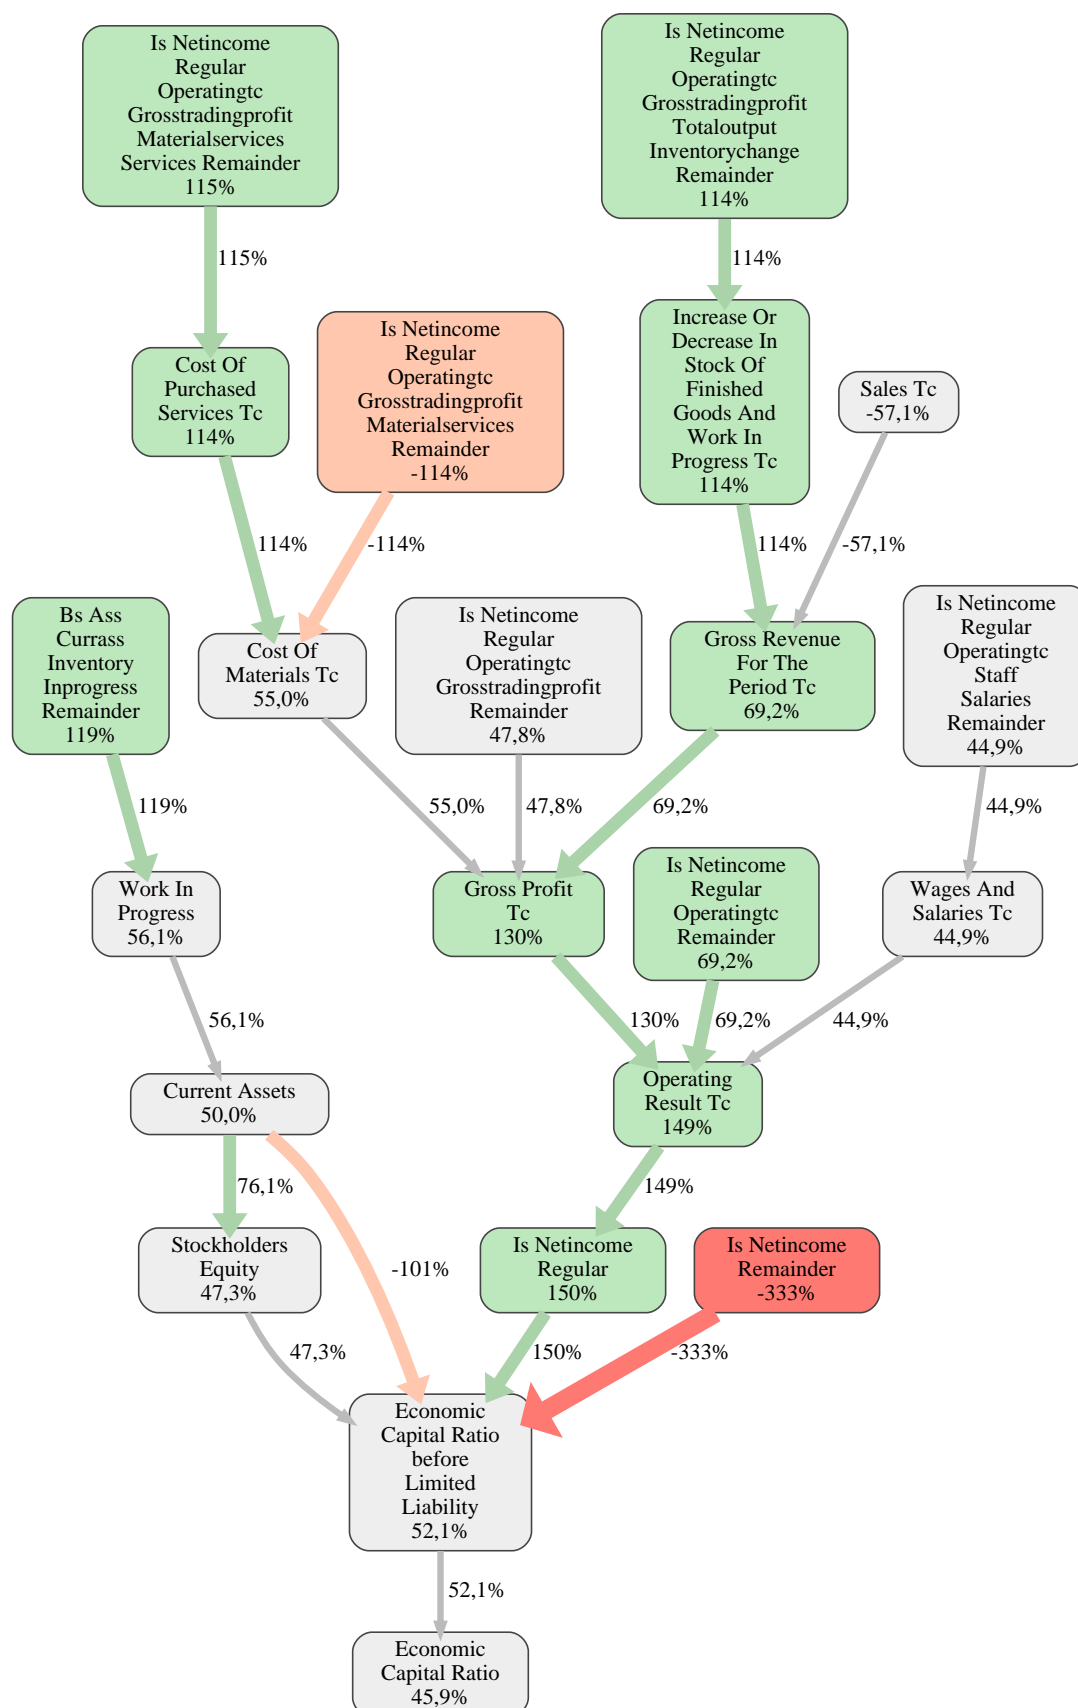 Is Netincome
Regular
Operatingtc
Grosstradingprofit
Materialservices
Services Remainder
115%
Is Netincome
Regular
Operatingtc
Grosstradingprofit
Totaloutput
Inventorychange
Remainder
114%
115%
114%
Cost Of
Purchased
Services Tc
114%
Is Netincome
Regular
Operatingtc
Grosstradingprofit
Materialservices
Remainder
-114%
Increase Or
Decrease In
Stock Of
Finished
Goods And
Work In
Progress Tc
114%
Sales Tc
-57,1%
114%
-114%
114%
-57,1%
Bs Ass
Currass
Inventory
Inprogress
Remainder
119%
Cost Of
Materials Tc
55,0%
Is Netincome
Regular
Operatingtc
Grosstradingprofit
Remainder
47,8%
Gross Revenue
For The
Period Tc
69,2%
Is Netincome
Regular
Operatingtc
Staff
Salaries
Remainder
44,9%
119%
55,0%
47,8%
69,2%
44,9%
Work In
Progress
56,1%
Gross Profit
Tc
130%
Is Netincome
Regular
Operatingtc
Remainder
69,2%
Wages And
Salaries Tc
44,9%
56,1%
130%
69,2%
44,9%
Current Assets
50,0%
Operating
Result Tc
149%
76,1%
-101%
149%
Stockholders
Equity
47,3%
Is Netincome
Regular
150%
Is Netincome
Remainder
-333%
47,3%
150%
-333%
Economic
Capital Ratio
before
Limited
Liability
52,1%
52,1%
Economic
Capital Ratio
45,9%